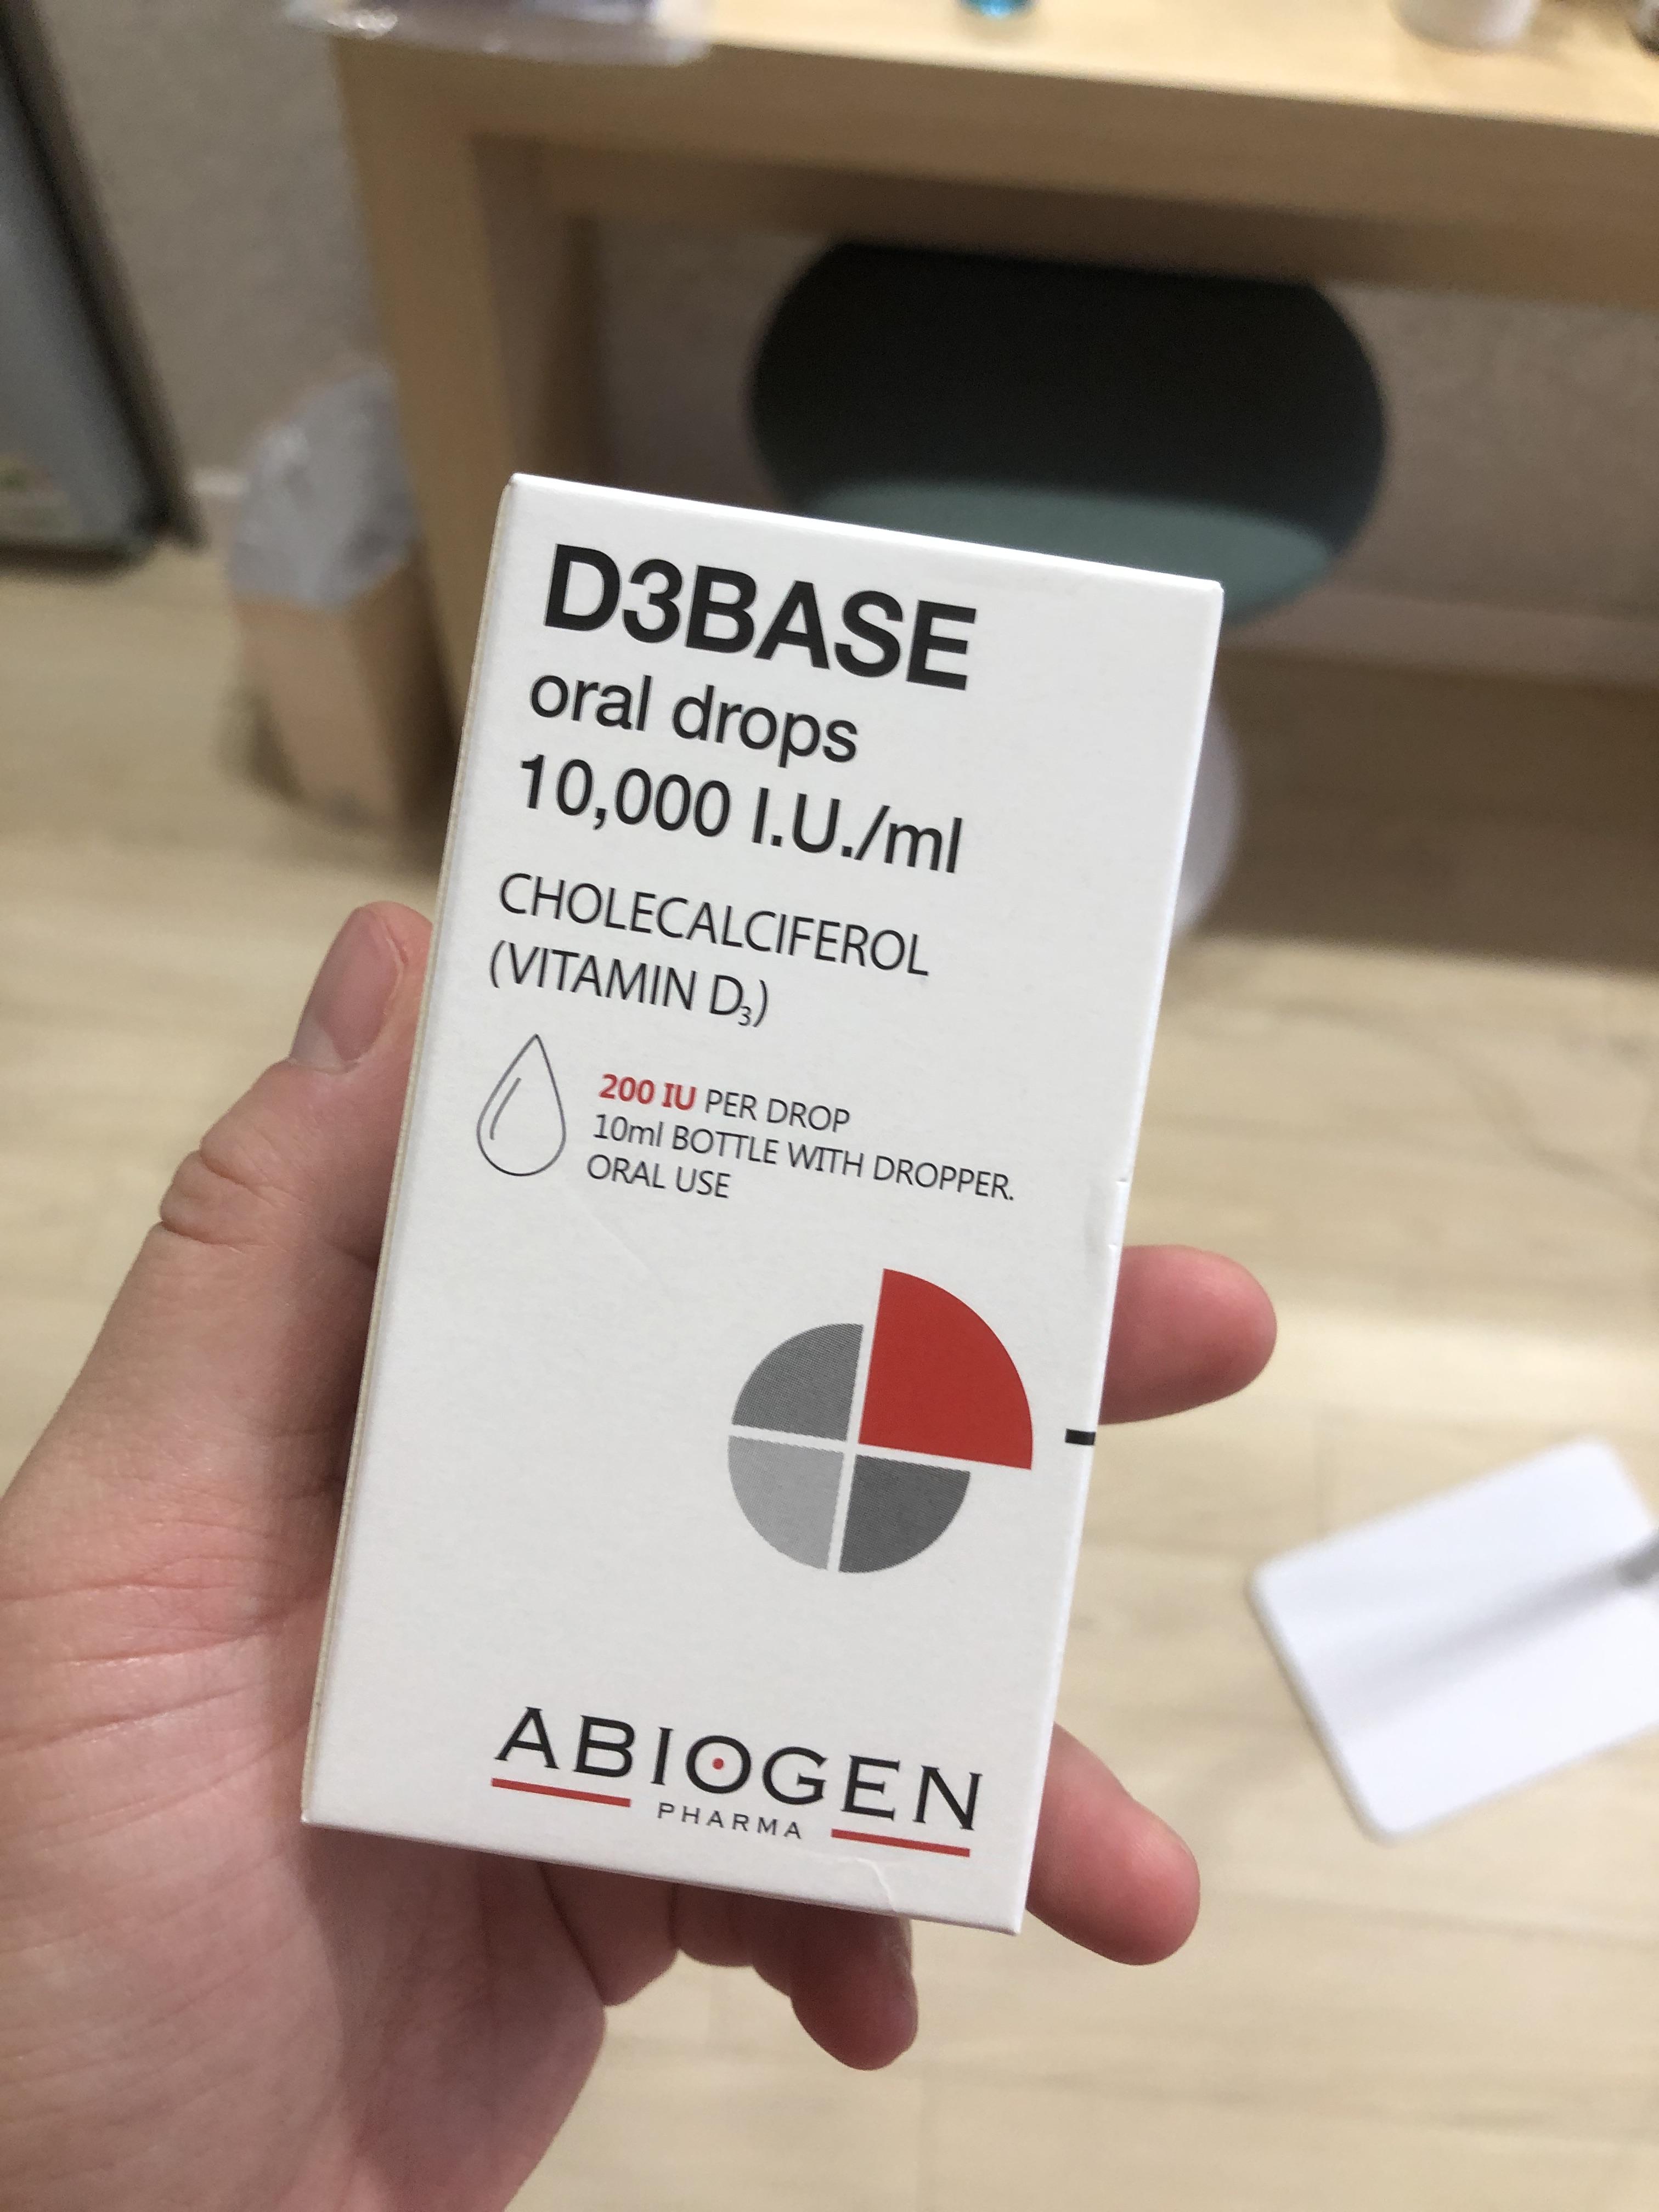 D3BASE
oral drops
10,000 I.U./ml
CHOLECALCIFEROL
(VITAMIN D₃)
200 IU PER DROP
10ml BOTTLE WITH DROPPER.
ORAL USE
ABIOGEN
PHARMA